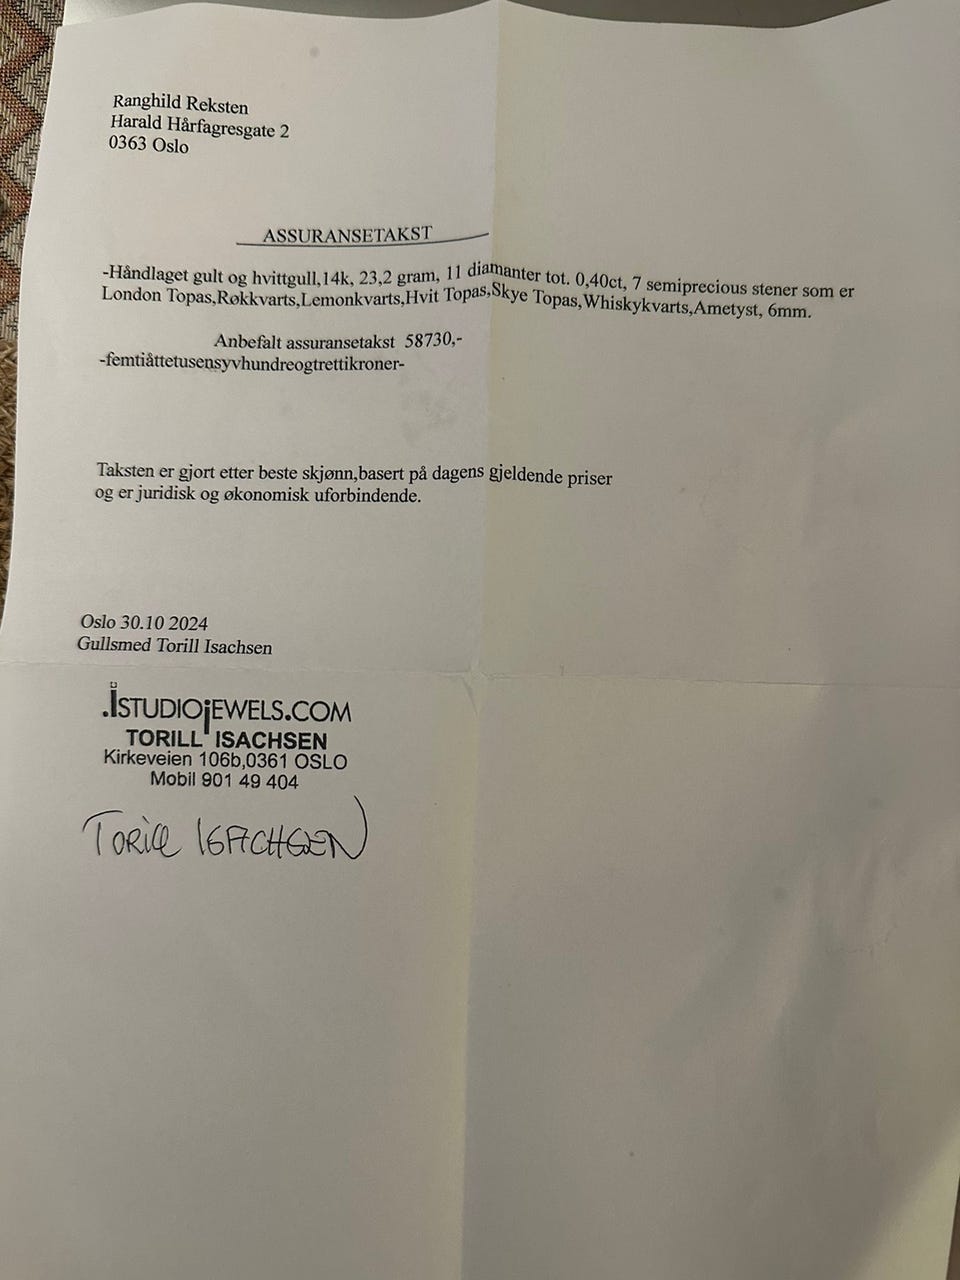 Ranghild Reksten
Harald Hårfagresgate 2
0363 Oslo
ASSURANSETAKST
-Håndlaget gult og hvittgull,14k, 23,2 gram, 11 diamanter tot. 0,40ct, 7 semiprecious stener som er
London Topas,Røkkvarts,Lemonkvarts,Hvit Topas,Skye Topas,Whiskykvarts,Ametyst, 6mm.
Anbefalt assuransetakst 58730,-
-femtiåttetusensyvhundreogtrettikroner-
Taksten er gjort etter beste skjønn,basert på dagens gjeldende priser
og er juridisk og økonomisk uforbindende.
Oslo 30.10 2024
Gullsmed Torill Isachsen
.ISTUDIOjEWELS.COM
TORILL ISACHSEN
Kirkeveien 106b,0361 OSLO
Mobil 901 49 404
TORILL ISACHSEN